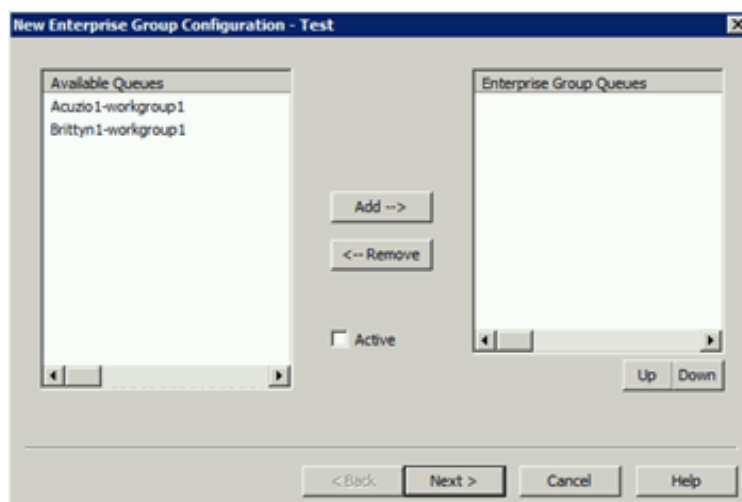 New Enterprise Group Configuration - Test
Available Queues
Acuzio1-workgroup1
Brittyn1-workgroup1
Enterprise Group Queues
Add -->
<-- Remove
Active
Up Down
< Back Next > Cancel Help